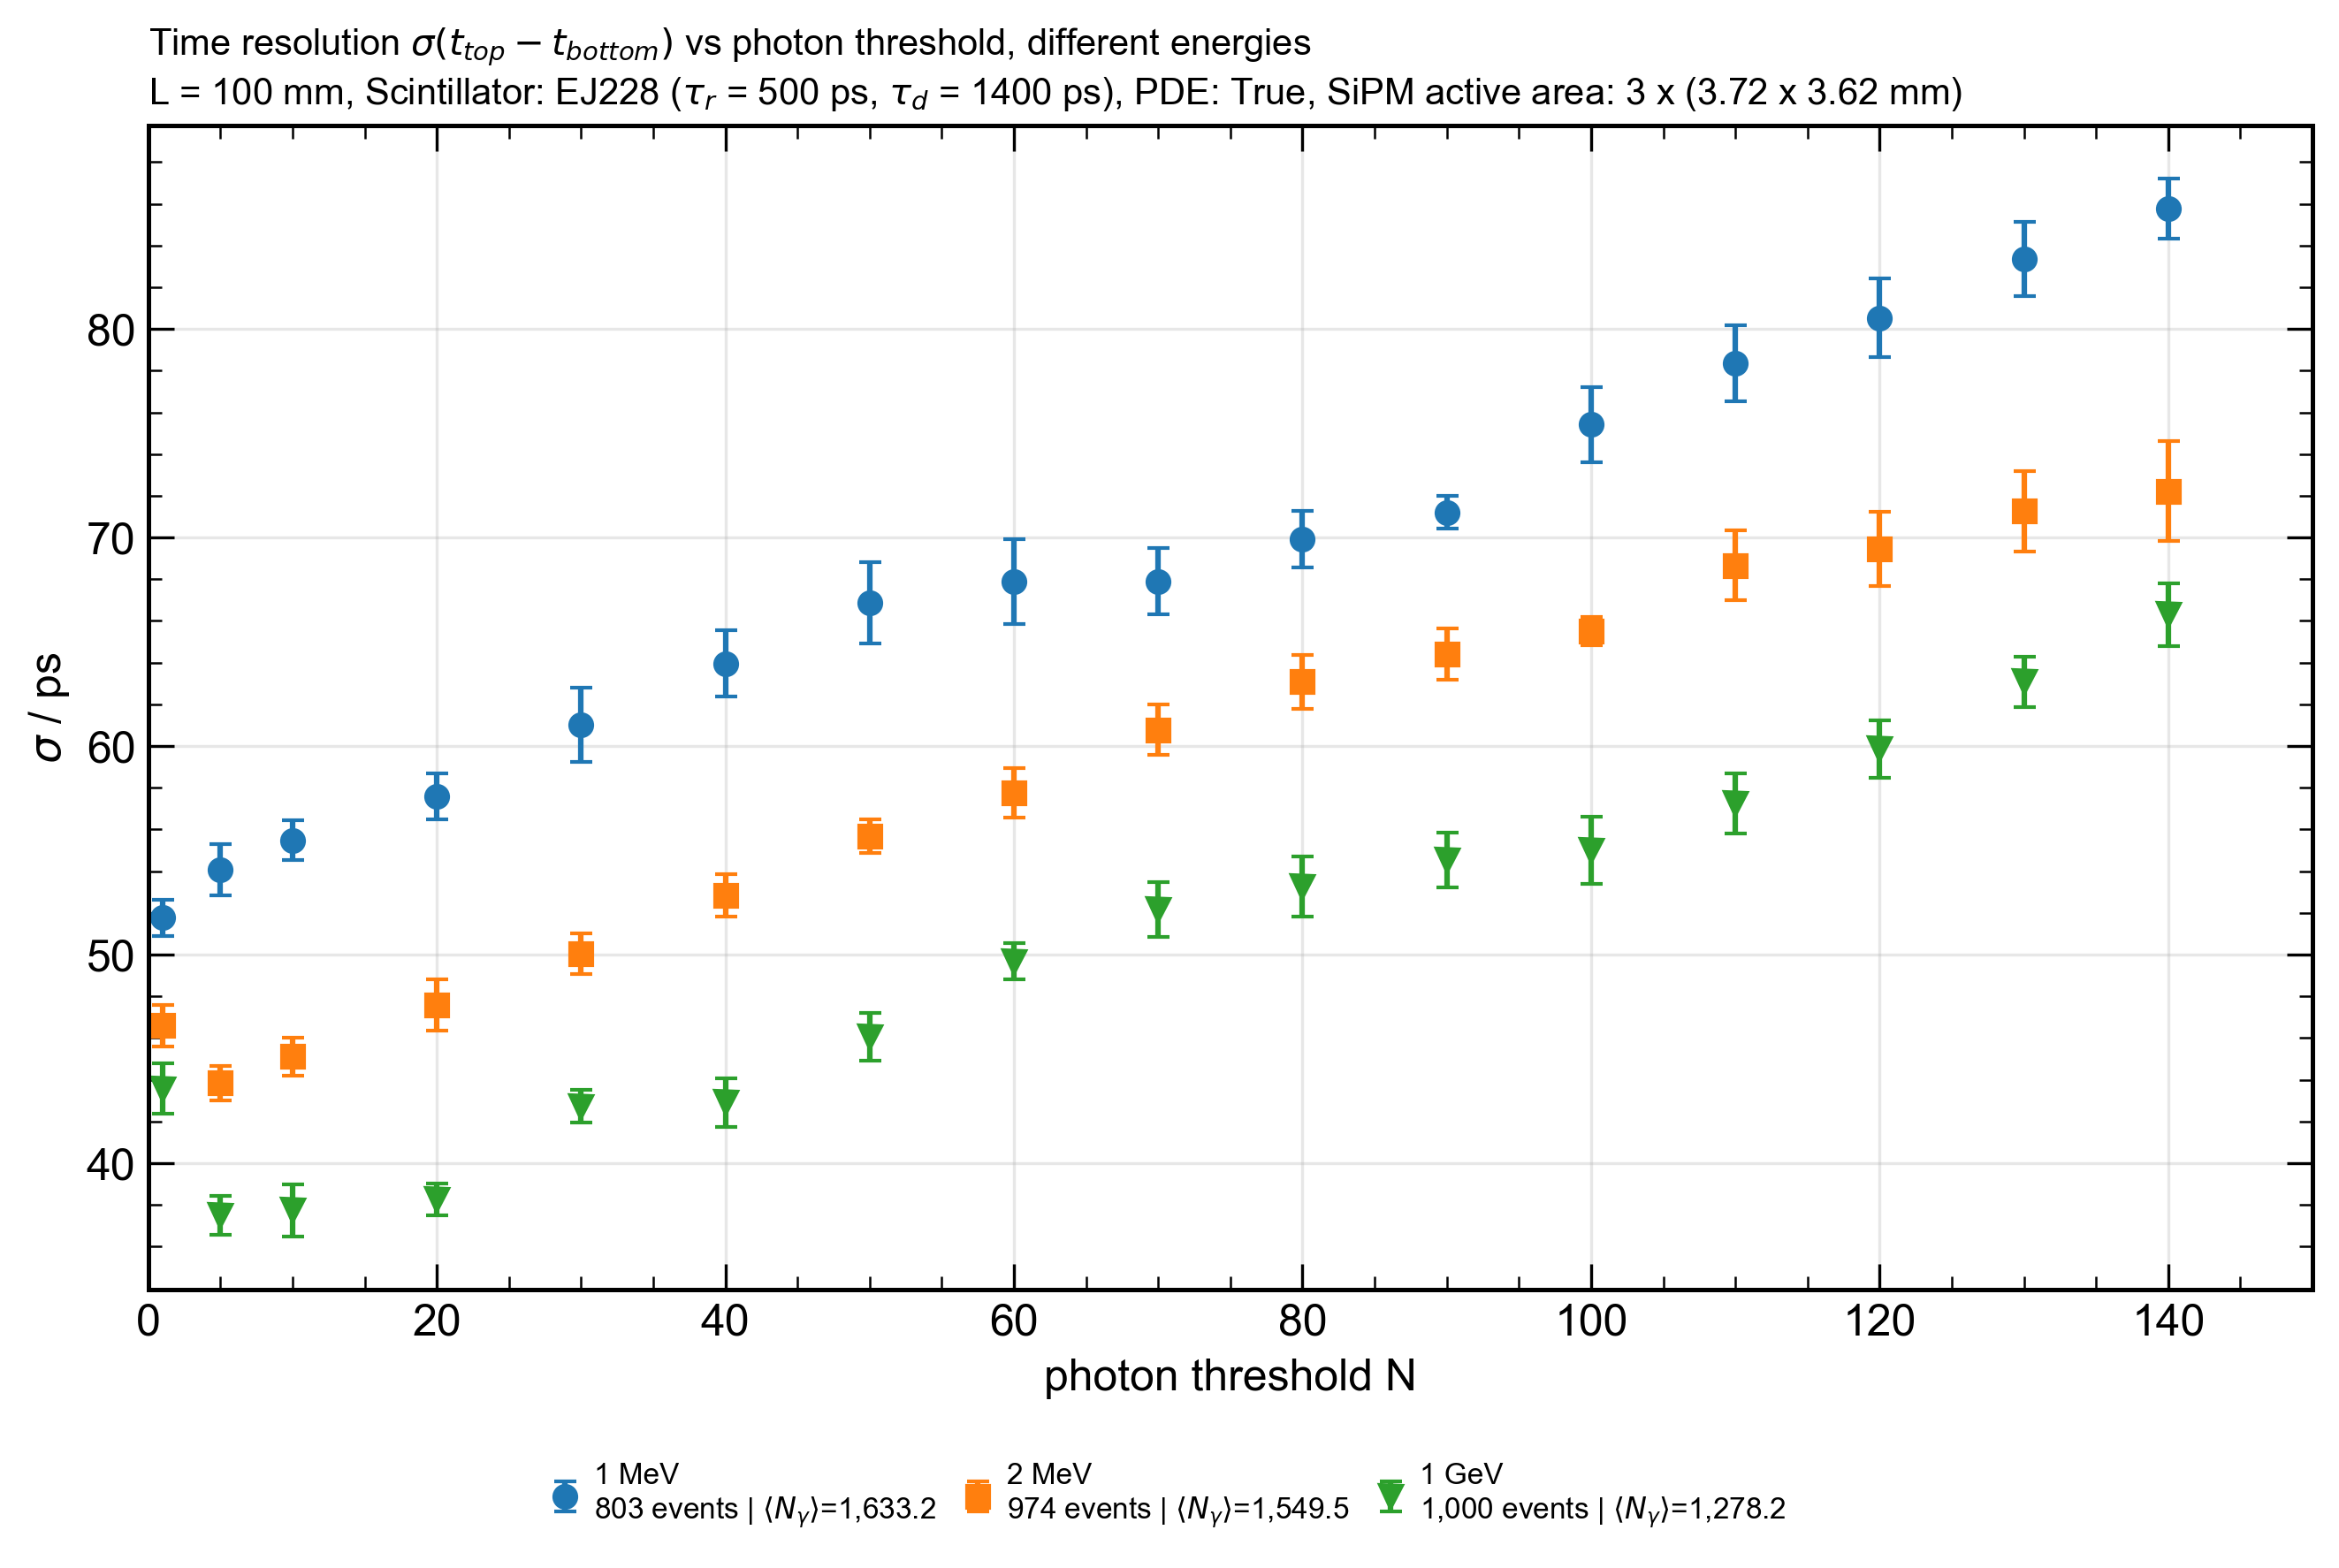 Time resolution σ(t_top − t_bottom) vs photon threshold, different energies
L = 100 mm, Scintillator: EJ228 (τ_r = 500 ps, τ_d = 1400 ps), PDE: True, SiPM active area: 3 x (3.72 x 3.62 mm)
80
70
60
50
40
σ / ps
0 20 40 60 80 100 120 140
photon threshold N
1 MeV
803 events | ⟨N_γ⟩=1,633.2
2 MeV
974 events | ⟨N_γ⟩=1,549.5
1 GeV
1,000 events | ⟨N_γ⟩=1,278.2